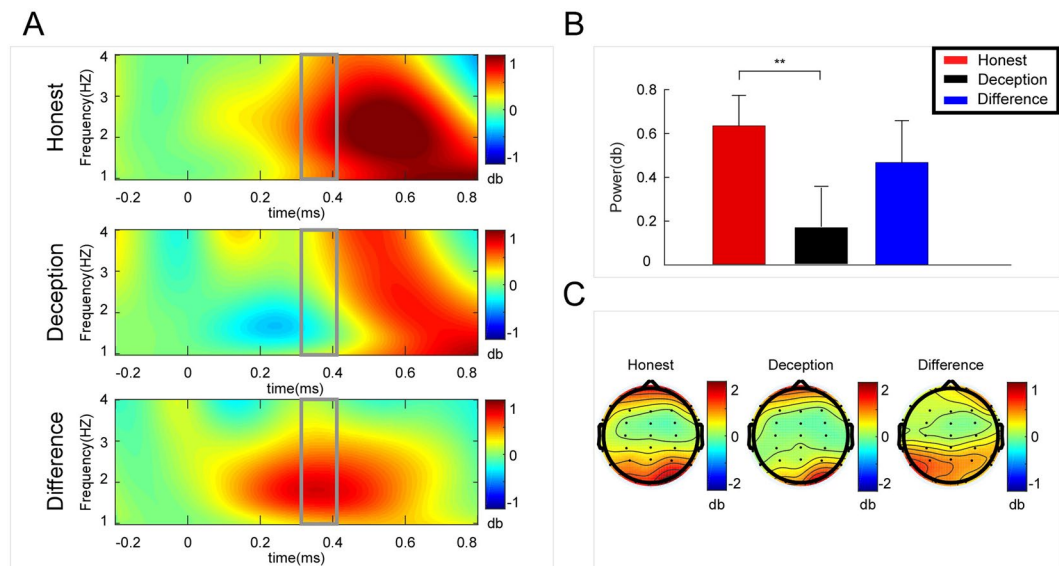 A
Honest
Frequency(HZ)
4
3
2
1
-0.2 0 0.2 0.4 0.6 0.8
time(ms)
1
0
-1
db
Deception
Frequency(HZ)
4
3
2
1
-0.2 0 0.2 0.4 0.6 0.8
time(ms)
1
0
-1
db
Difference
Frequency(HZ)
4
3
2
1
-0.2 0 0.2 0.4 0.6 0.8
time(ms)
1
0
-1
db
B
Honest
Deception
Difference
**
Power(db)
0.8
0.6
0.4
0.2
0
C
Honest
2
0
-2
db
Deception
2
0
-2
db
Difference
1
0
-1
db